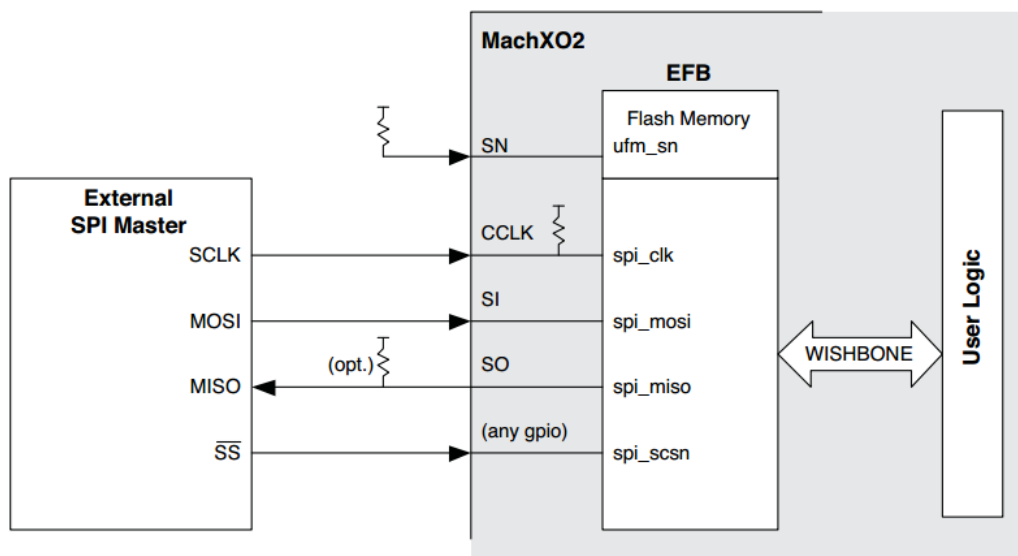 MachXO2
EFB
Flash Memory
ufm_sn
SN
External
SPI Master
SCLK
CCLK
spi_clk
MOSI
SI
spi_mosi
MISO
(opt.)
SO
spi_miso
SS
(any gpio)
spi_scsn
WISHBONE
User Logic